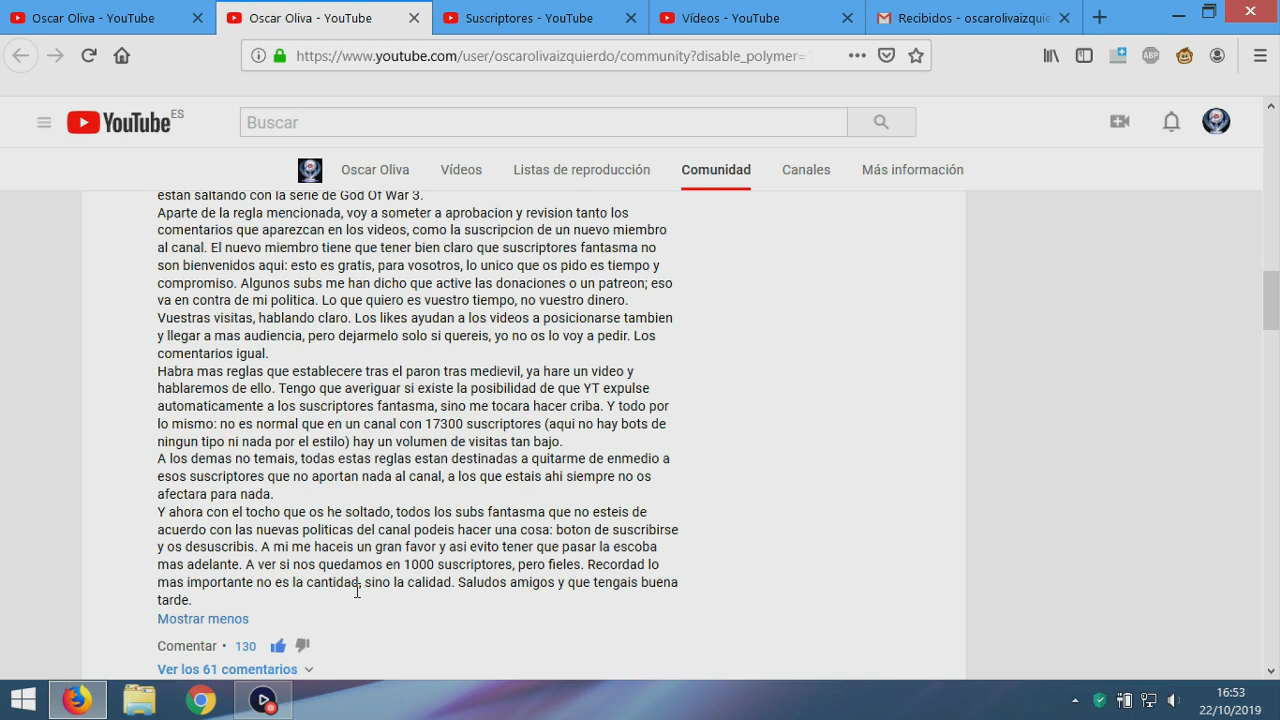 Oscar Oliva - YouTube
Oscar Oliva - YouTube
Suscriptores - YouTube
Vídeos - YouTube
Recibidos - oscarolivaizquie
https://www.youtube.com/user/oscarolivaizquierdo/community?disable_polymer=
ABP
YouTube ES
Buscar
Oscar Oliva
Vídeos
Listas de reproducción
Comunidad
Canales
Más información
estan saltando con la serie de God Of War 3.
Aparte de la regla mencionada, voy a someter a aprobacion y revision tanto los
comentarios que aparezcan en los videos, como la suscripcion de un nuevo miembro
al canal. El nuevo miembro tiene que tener bien claro que suscriptores fantasma no
son bienvenidos aqui: esto es gratis, para vosotros, lo unico que os pido es tiempo y
compromiso. Algunos subs me han dicho que active las donaciones o un patreon; eso
va en contra de mi politica. Lo que quiero es vuestro tiempo, no vuestro dinero.
Vuestras visitas, hablando claro. Los likes ayudan a los videos a posicionarse tambien
y llegar a mas audiencia, pero dejarmelo solo si quereis, yo no os lo voy a pedir. Los
comentarios igual.
Habra mas reglas que establecere tras el paron tras medievil, ya hare un video y
hablaremos de ello. Tengo que averiguar si existe la posibilidad de que YT expulse
automaticamente a los suscriptores fantasma, sino me tocara hacer criba. Y todo por
lo mismo: no es normal que en un canal con 17300 suscriptores (aqui no hay bots de
ningun tipo ni nada por el estilo) hay un volumen de visitas tan bajo.
A los demas no temais, todas estas reglas estan destinadas a quitarme de enmedio a
esos suscriptores que no aportan nada al canal, a los que estais ahi siempre no os
afectara para nada.
Y ahora con el tocho que os he soltado, todos los subs fantasma que no esteis de
acuerdo con las nuevas politicas del canal podeis hacer una cosa: boton de suscribirse
y os desuscribis. A mi me haceis un gran favor y asi evito tener que pasar la escoba
mas adelante. A ver si nos quedamos en 1000 suscriptores, pero fieles. Recordad lo
mas importante no es la cantidad, sino la calidad. Saludos amigos y que tengais buena
tarde.
Mostrar menos
Comentar • 130
Ver los 61 comentarios
16:53
22/10/2019